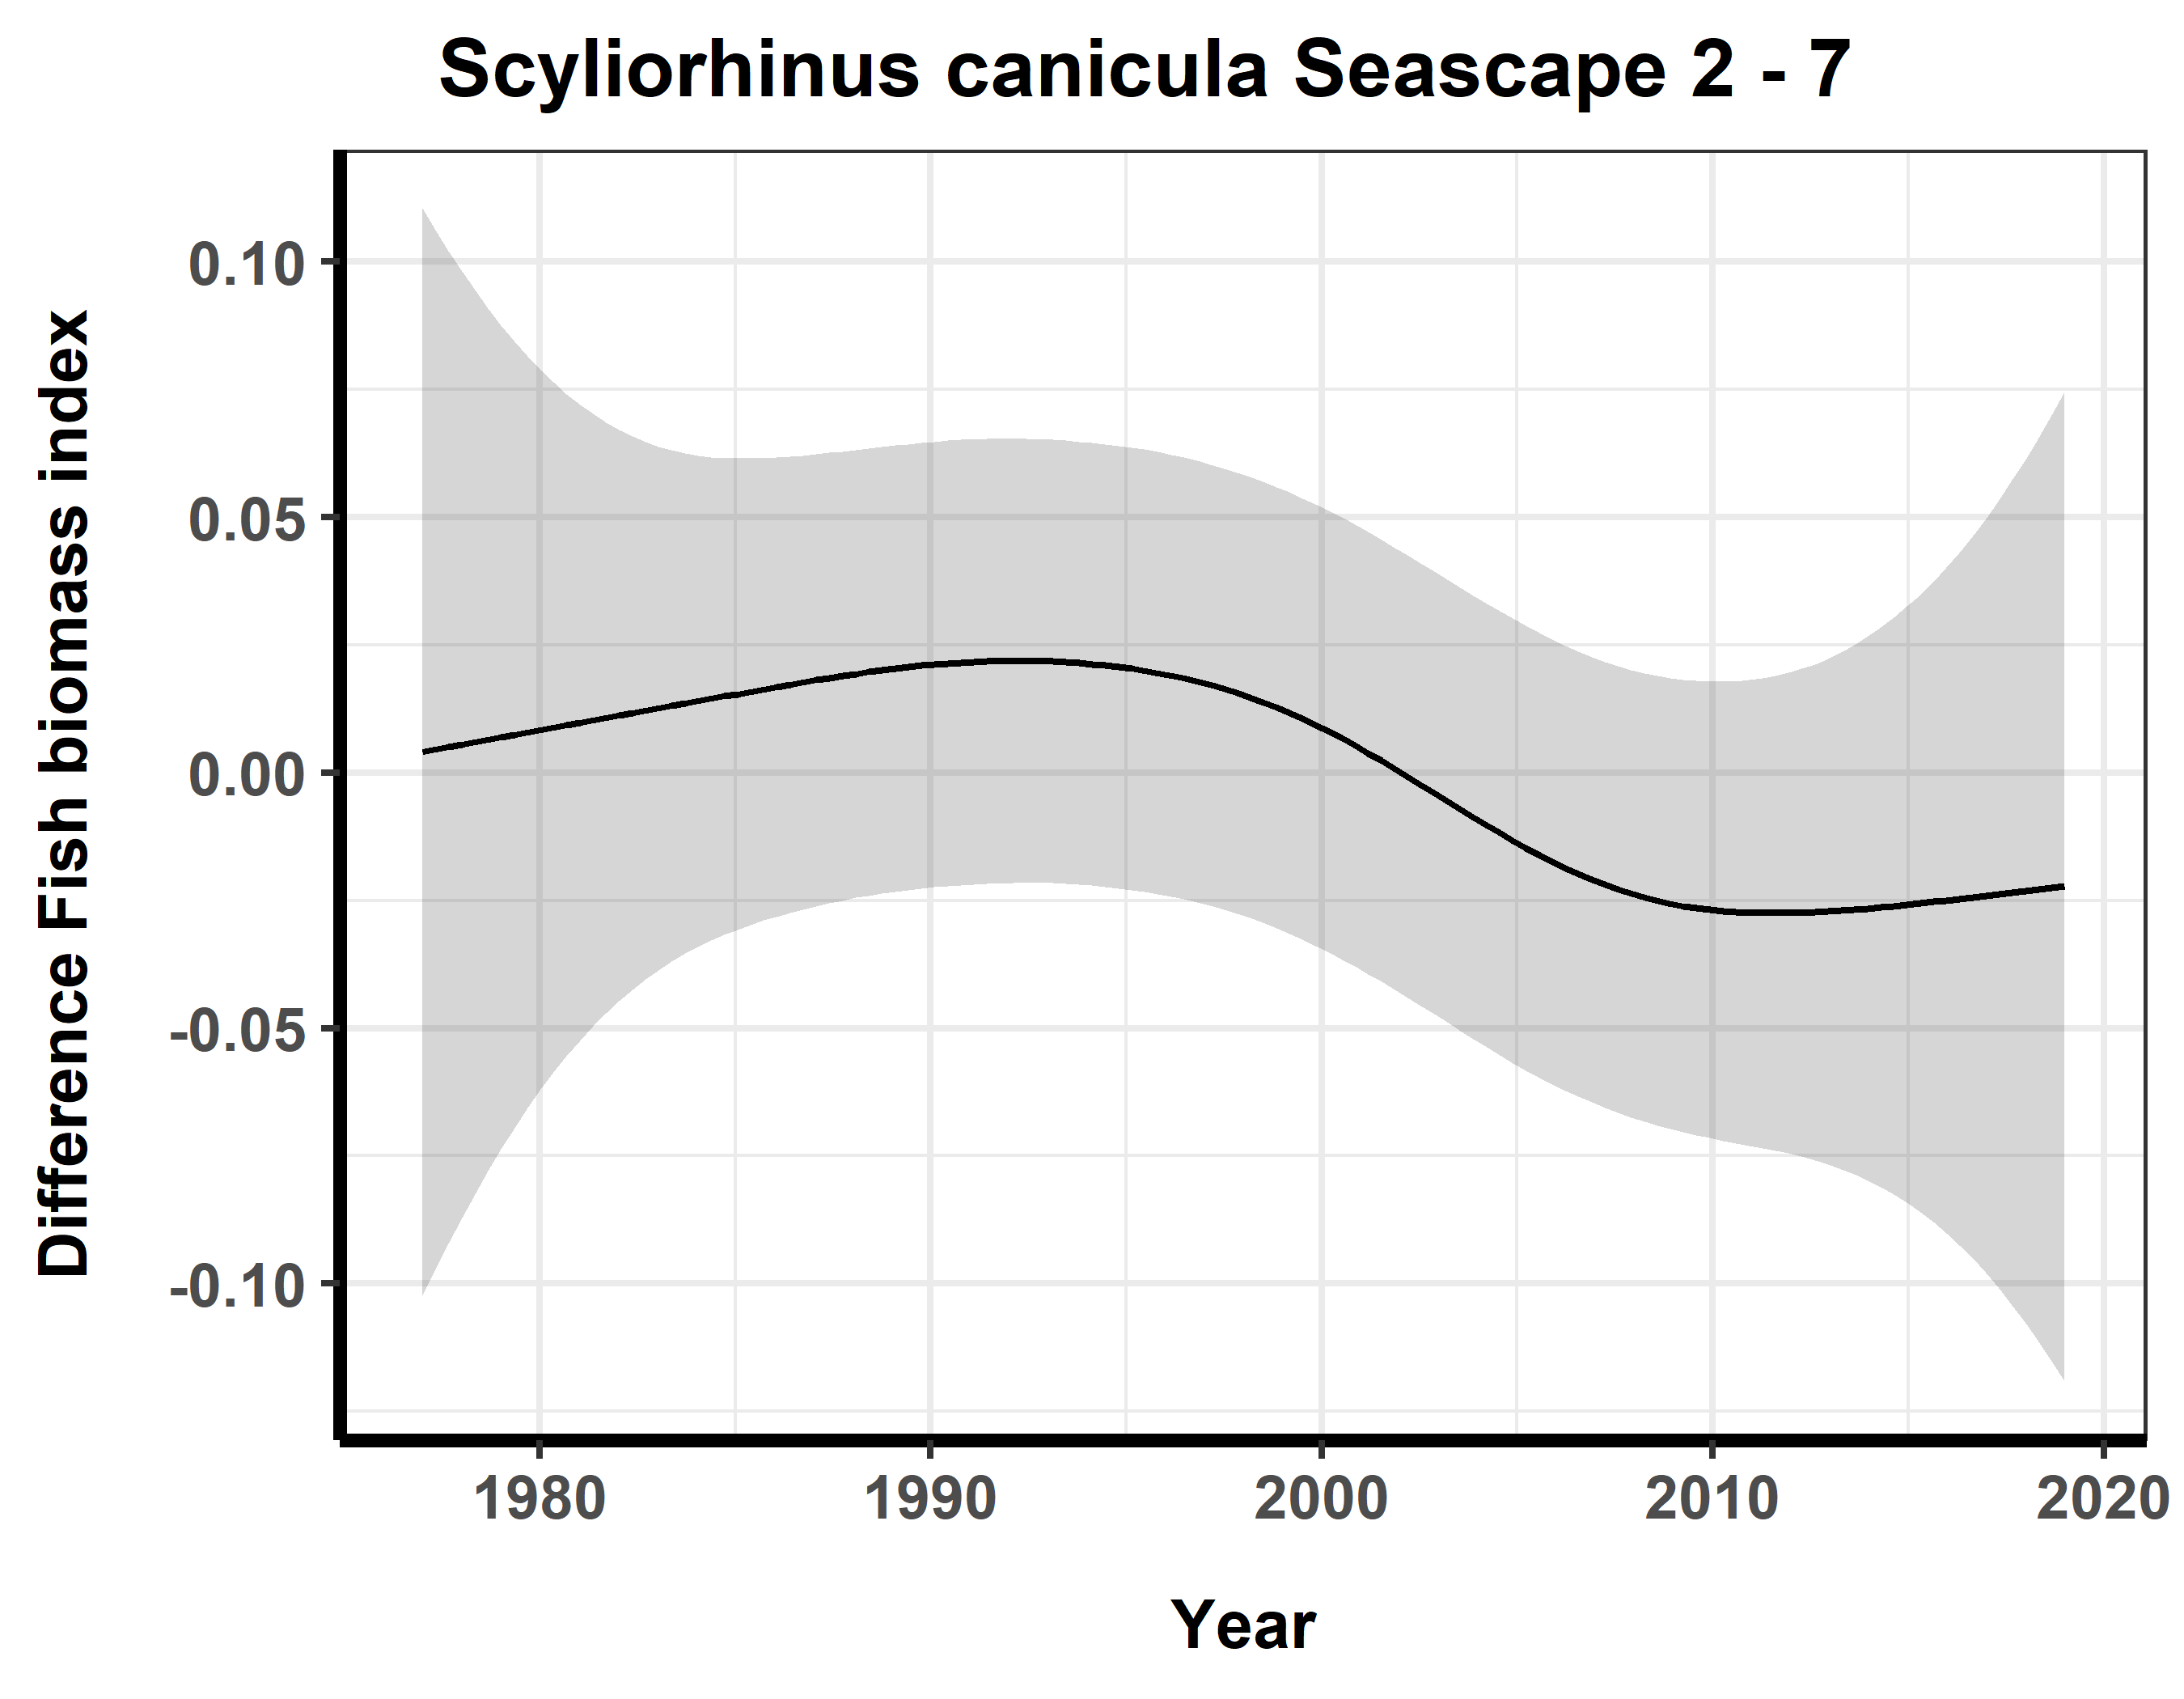 Scyliorhinus canicula Seascape 2 - 7
Difference Fish biomass index
0.10
0.05
0.00
-0.05
-0.10
1980 1990 2000 2010 2020
Year